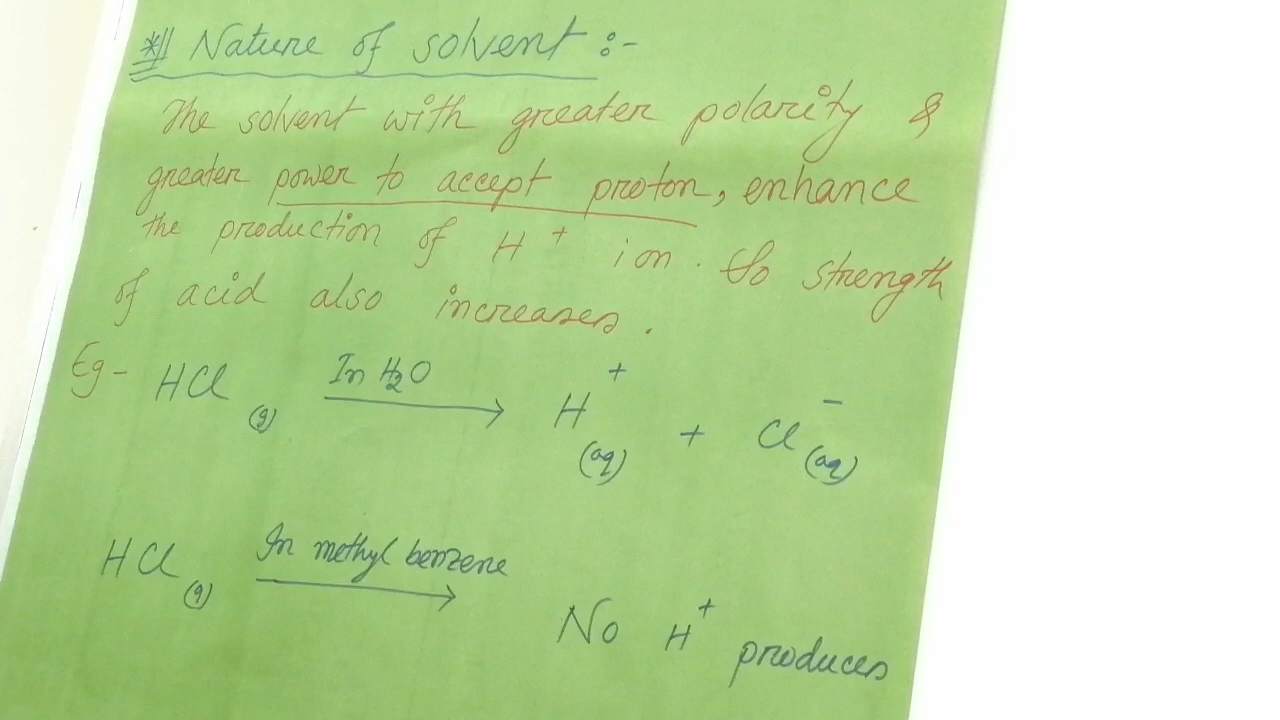 *|| Nature of solvent :-
The solvent with greater polarity &
greater power to accept proton, enhance
the production of H⁺ ion. So strength
of acid also increases.
Eg- HCl (g) In H₂O → H⁺ (aq) + Cl⁻ (aq)
HCl (g) In methyl benzene → No H⁺ produces